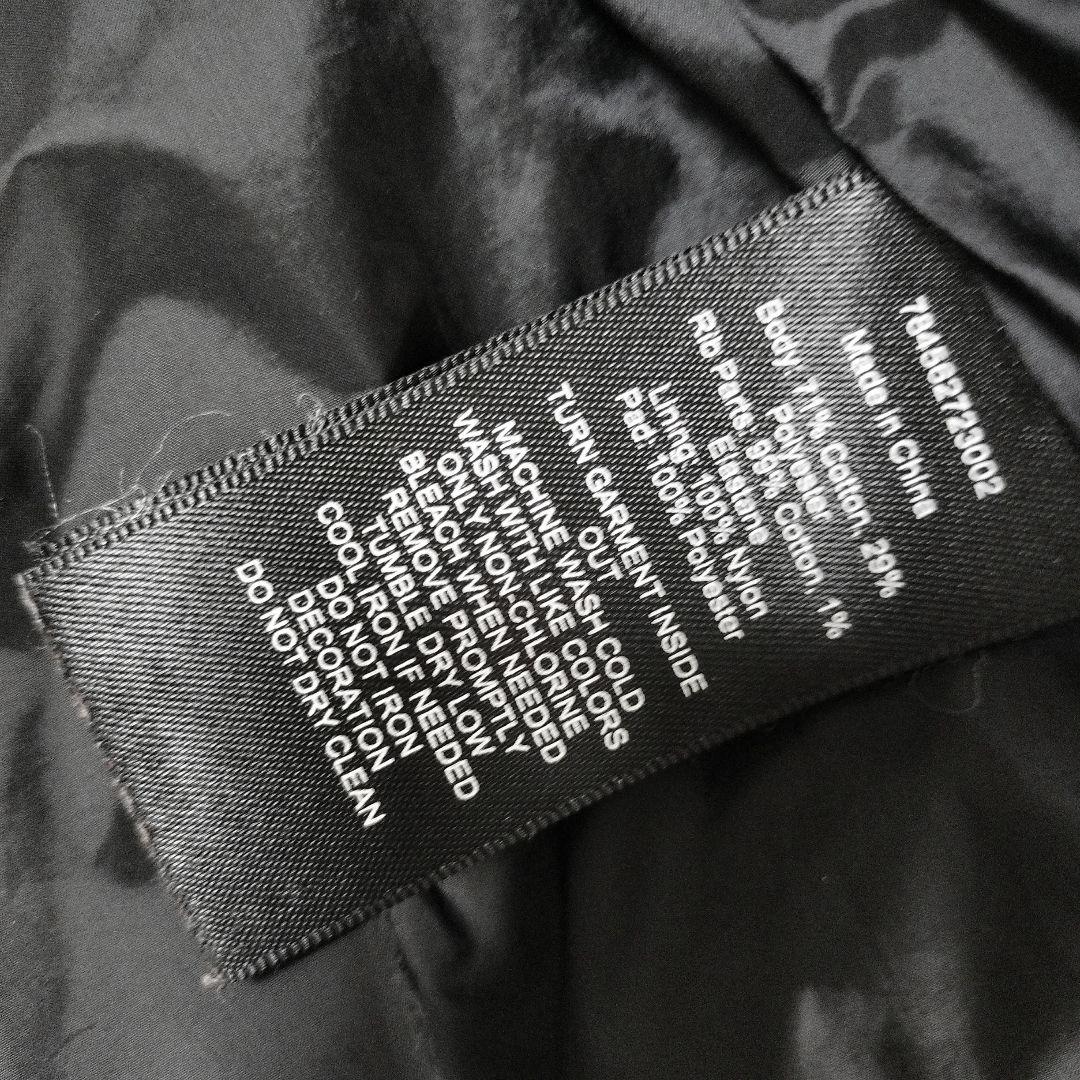 784562723002
Made in China
Body 71% Cotton, 29%
Polyester
Rib Parts 99% Cotton, 1%
Elastane
Lining 100% Nylon
Pad 100% Polyester
TURN GARMENT INSIDE
OUT
MACHINE WASH COLD
WASH WITH LIKE COLORS
ONLY NON-CHLORINE
BLEACH WHEN NEEDED
REMOVE PROMPTLY
TUMBLE DRY LOW
COOL IRON IF NEEDED
DO NOT IRON
DECORATION
DO NOT DRY CLEAN